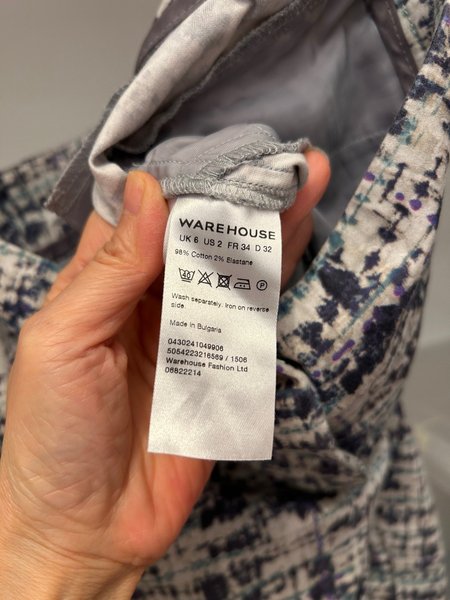 WAREHOUSE
UK 6 US 2 FR 34 D 32
98% Cotton 2% Elastane
40 P
Wash separately. Iron on reverse
side.
Made in Bulgaria
0430241049906
5054223216569 / 1506
Warehouse Fashion Ltd
06822214